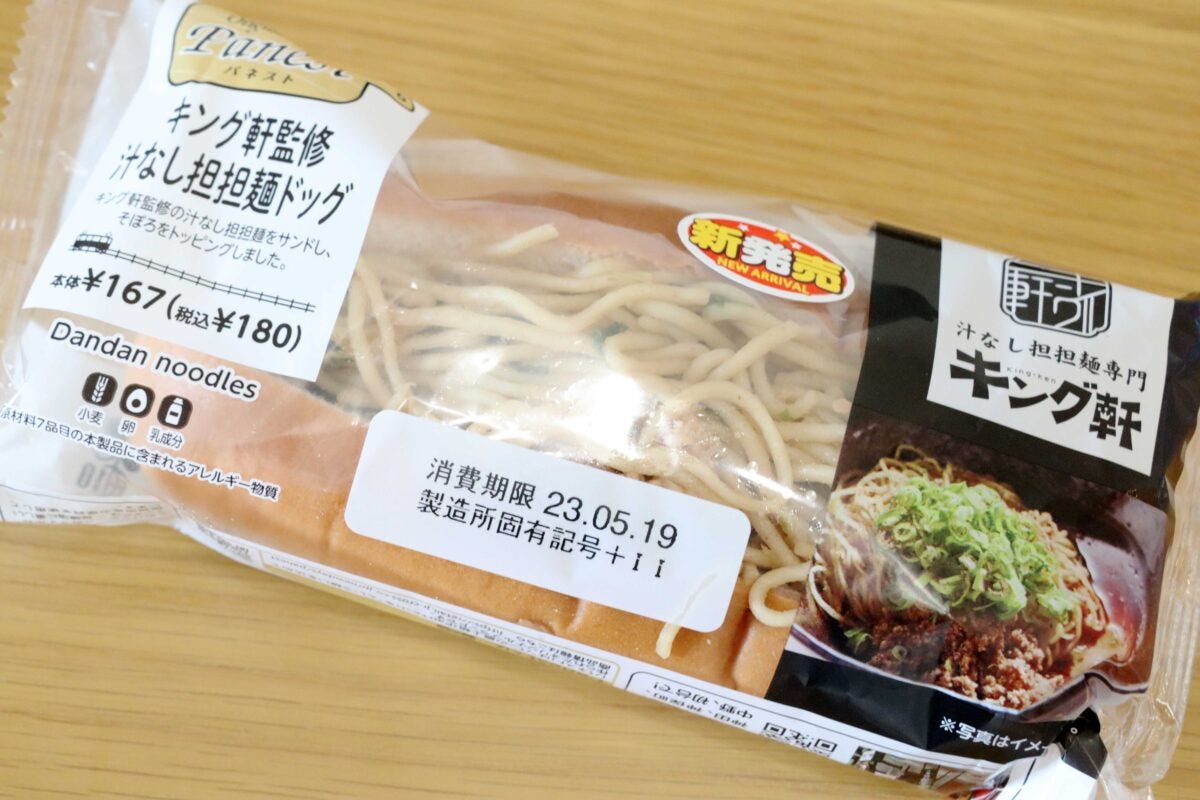 Panest
パネスト
キング軒監修
汁なし担担麺ドッグ
キング軒監修の汁なし担担麺をサンドし、
そぼろをトッピングしました。
本体¥167(税込¥180)
Dandan noodles
小麦 卵 乳成分
原材料7品目の本製品に含まれるアレルギー物質
新発売
NEW ARRIVAL
消費期限 23.05.19
製造所固有記号+II
汁なし担担麺専門
King-ken
キング軒
※写真はイメ